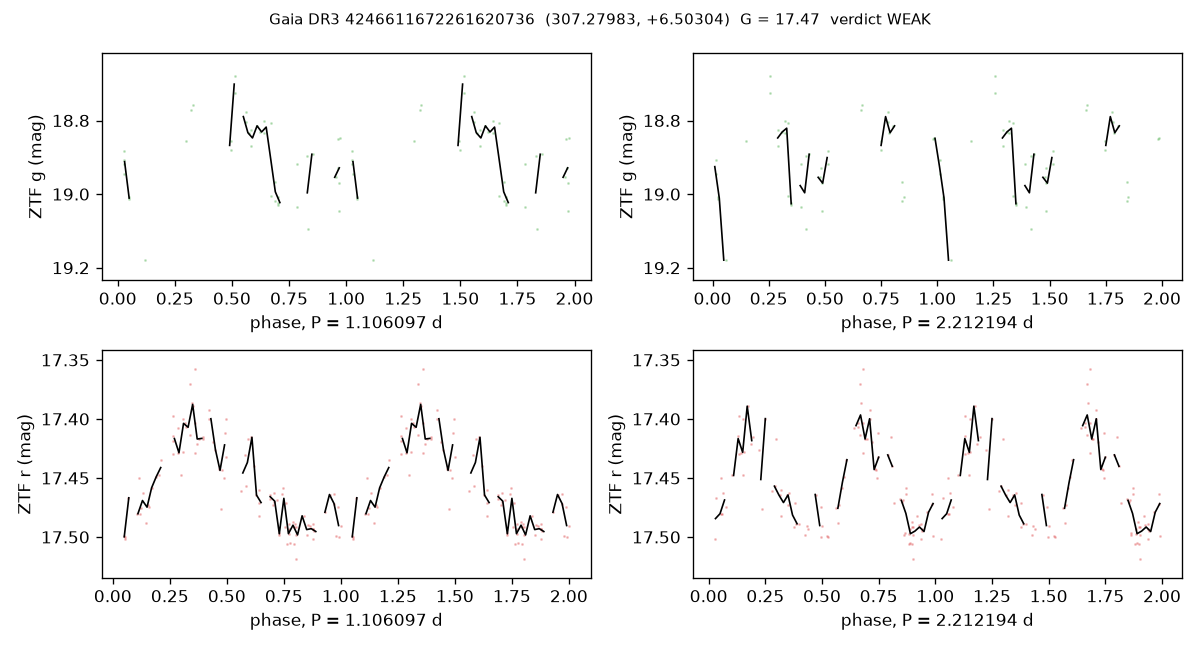 Gaia DR3 4246611672261620736 (307.27983, +6.50304) G = 17.47 verdict WEAK
ZTF g (mag)
18.8
19.0
19.2
0.00 0.25 0.50 0.75 1.00 1.25 1.50 1.75 2.00
phase, P = 1.106097 d
ZTF g (mag)
18.8
19.0
19.2
0.00 0.25 0.50 0.75 1.00 1.25 1.50 1.75 2.00
phase, P = 2.212194 d
ZTF r (mag)
17.35
17.40
17.45
17.50
0.00 0.25 0.50 0.75 1.00 1.25 1.50 1.75 2.00
phase, P = 1.106097 d
ZTF r (mag)
17.35
17.40
17.45
17.50
0.00 0.25 0.50 0.75 1.00 1.25 1.50 1.75 2.00
phase, P = 2.212194 d